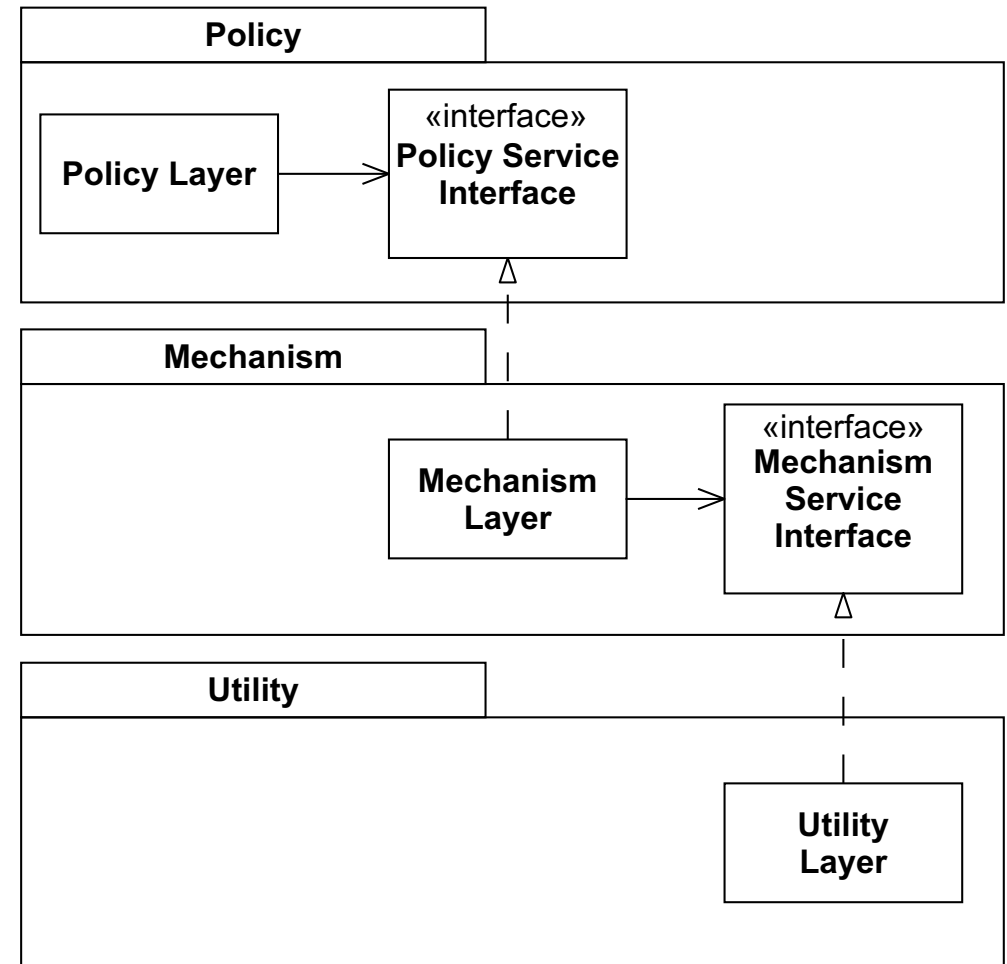 Policy
«interface»
Policy Layer
Policy Service
Interface
Mechanism
«interface»
Mechanism
Service
Interface
Mechanism
Layer
Utility
Utility
Layer